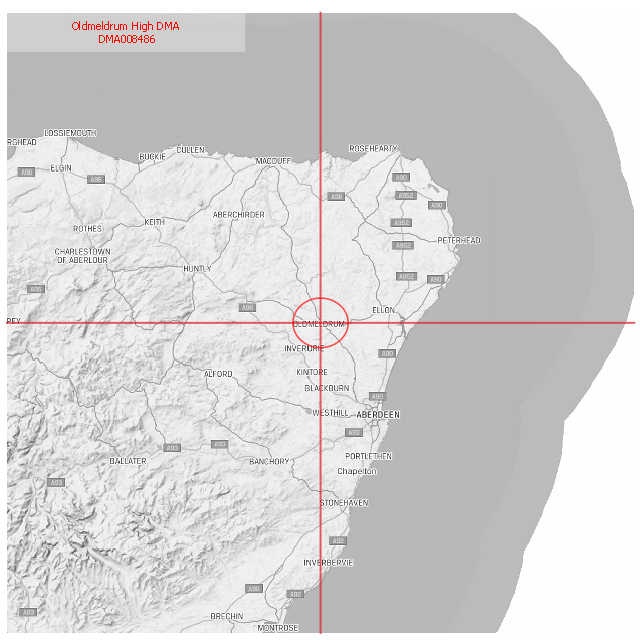 Oldmeldrum High DMA
DMA008486
LOSSIEMOUTH
RGHEAD
CULLEN
ROSEHEARTY
BUCKIE
MACDUFF
ELGIN
A96
A96
A90
A98
A952
A90
ABERCHIRDER
KEITH
A952
ROTHES
PETERHEAD
A952
CHARLESTOWN
OF ABERLOUR
HUNTLY
A952
A90
A95
A96
ELLON
PEY
OLDMELDRUM
INVERURIE
A90
ALFORD
KINTORE
BLACKBURN
A90
WESTHILL
ABERDEEN
A93
A93
A93
PORTLETHEN
BALLATER
BANCHORY
Chapelton
A93
STONEHAVEN
A92
INVERBERVIE
A90
A92
A93
BRECHIN
MONTROSE